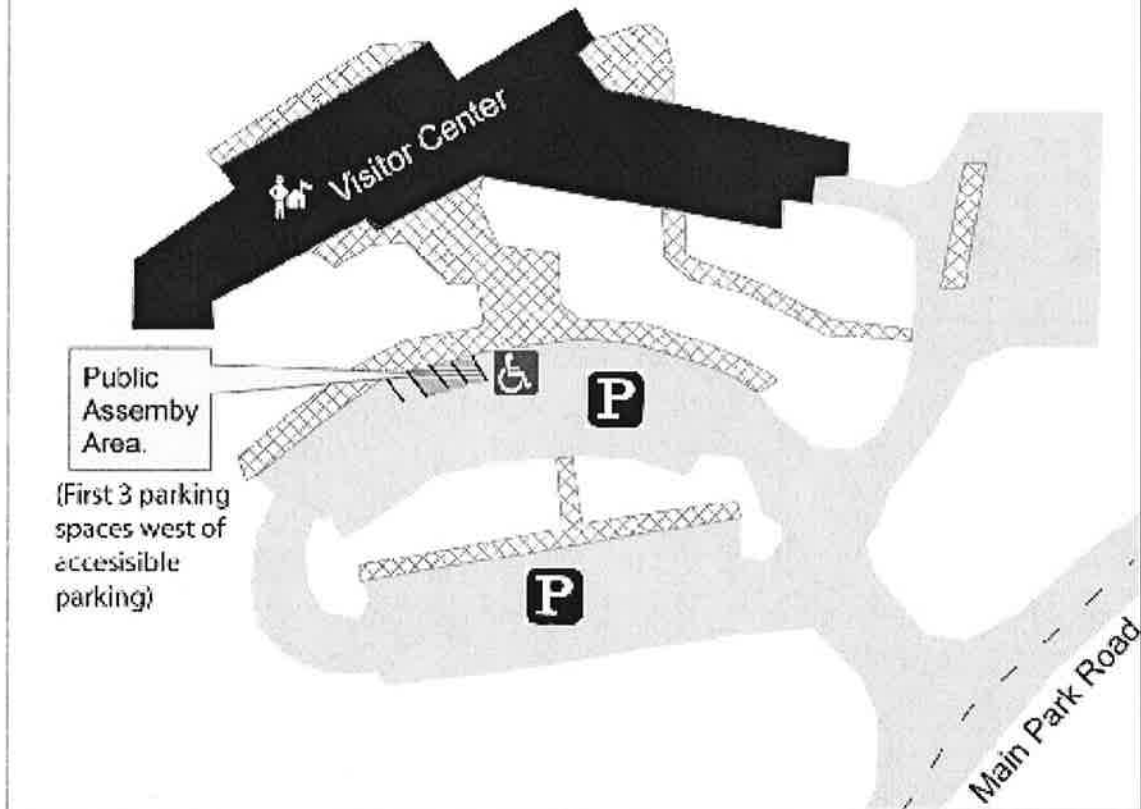 Visitor Center
Public
Assemby
Area.
(First 3 parking
spaces west of
accesisible
parking)
P
P
Main Park Road